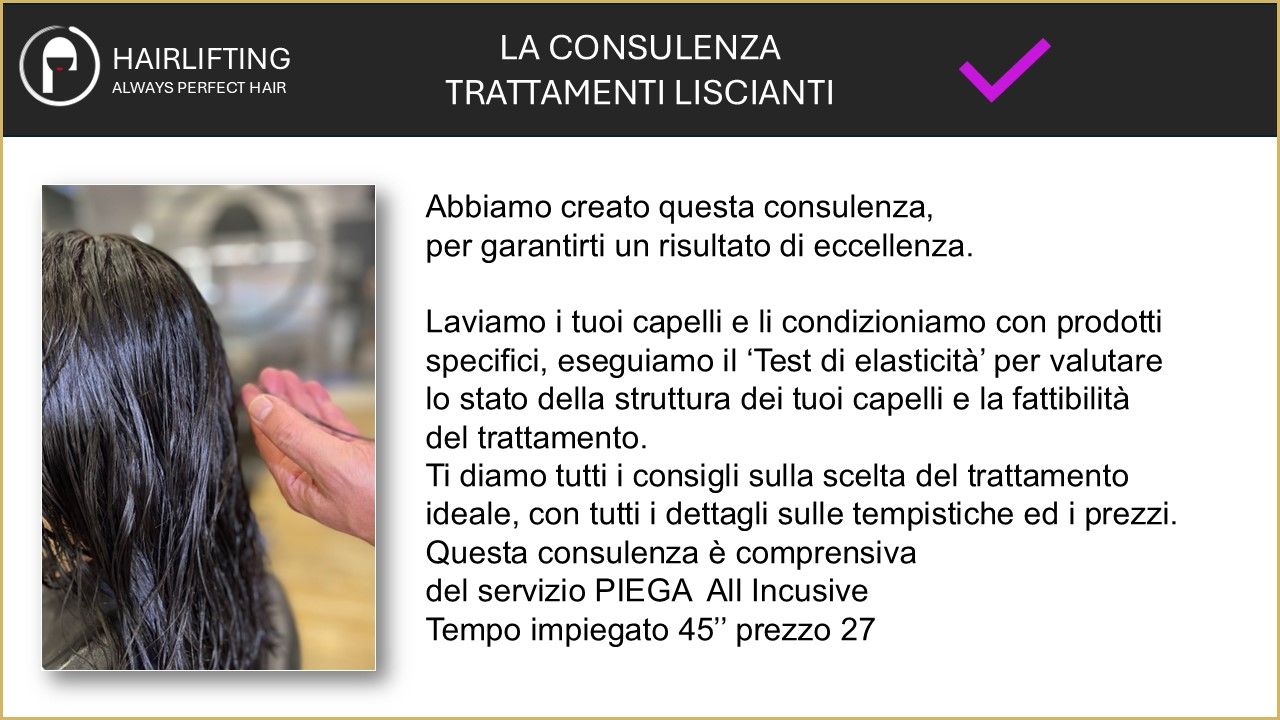 HAIRLIFTING
ALWAYS PERFECT HAIR
LA CONSULENZA
TRATTAMENTI LISCIANTI
Abbiamo creato questa consulenza,
per garantirti un risultato di eccellenza.
Laviamo i tuoi capelli e li condizioniamo con prodotti
specifici, eseguiamo il ‘Test di elasticità’ per valutare
lo stato della struttura dei tuoi capelli e la fattibilità
del trattamento.
Ti diamo tutti i consigli sulla scelta del trattamento
ideale, con tutti i dettagli sulle tempistiche ed i prezzi.
Questa consulenza è comprensiva
del servizio PIEGA  All Incusive
Tempo impiegato 45’’ prezzo 27